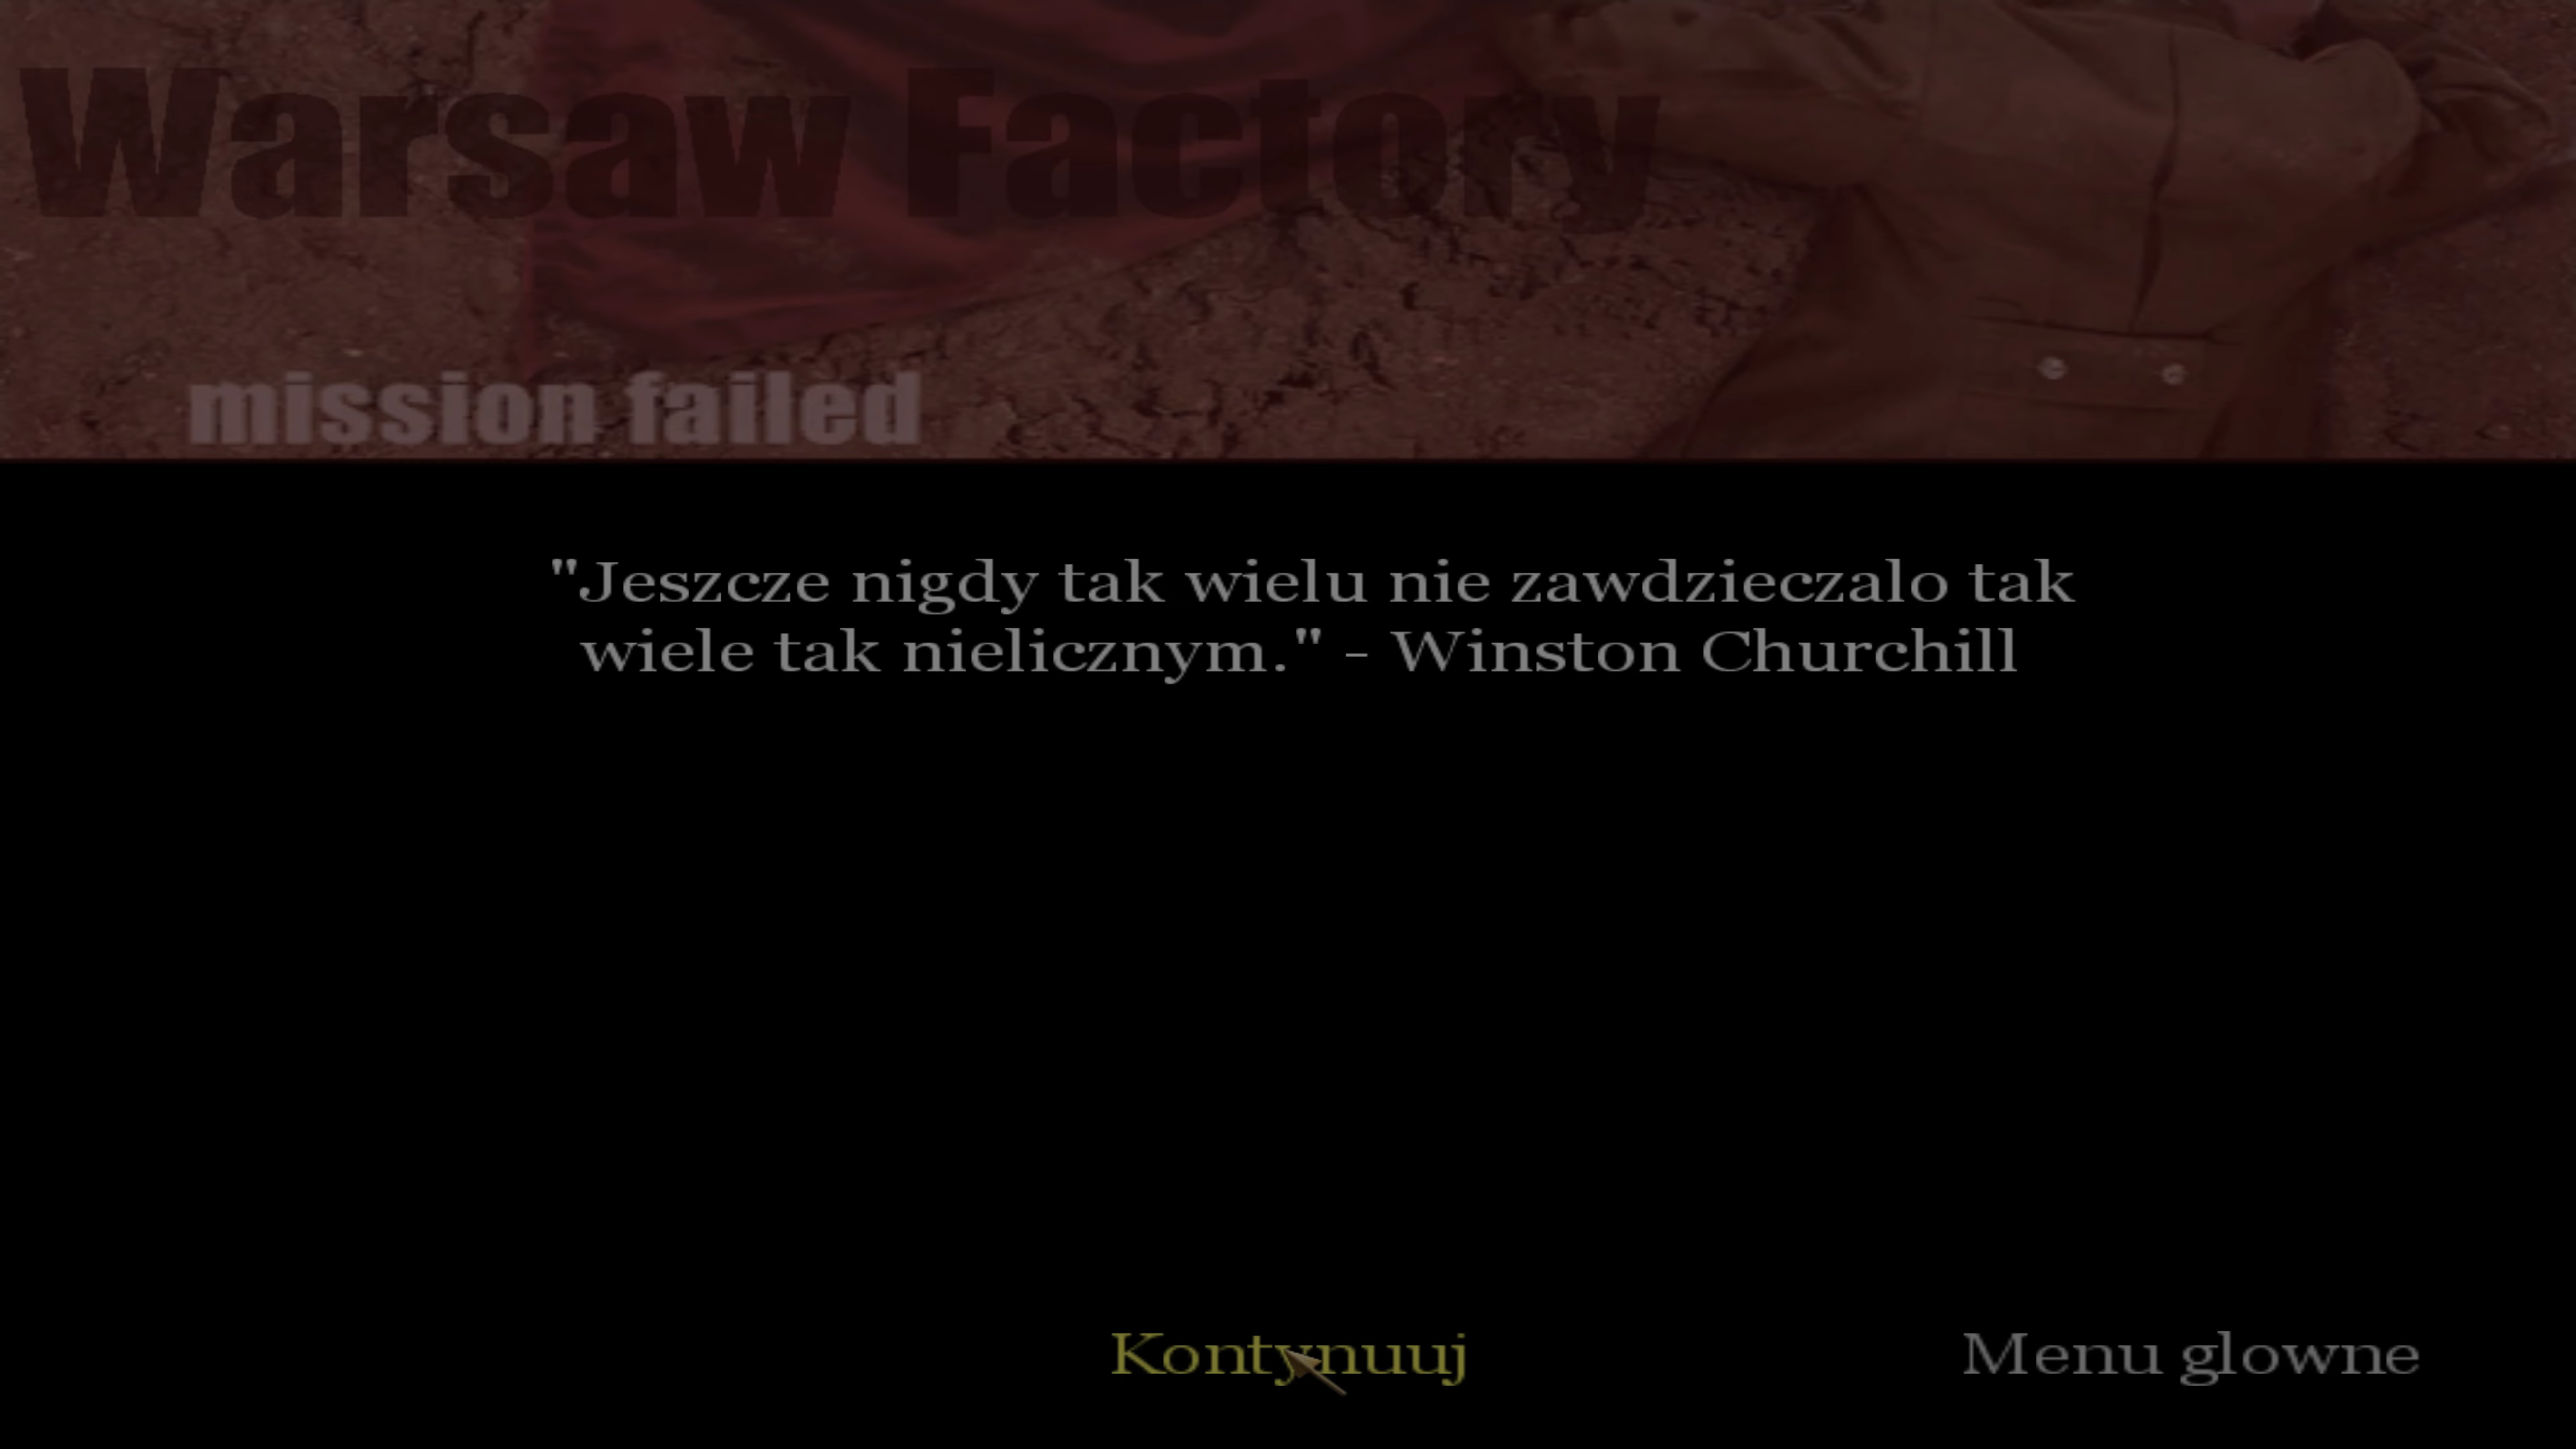 Warsaw Factory
mission failed
"Jeszcze nigdy tak wielu nie zawdzieczalo tak
wiele tak nielicznym." - Winston Churchill
Kontynuuj
Menu glowne